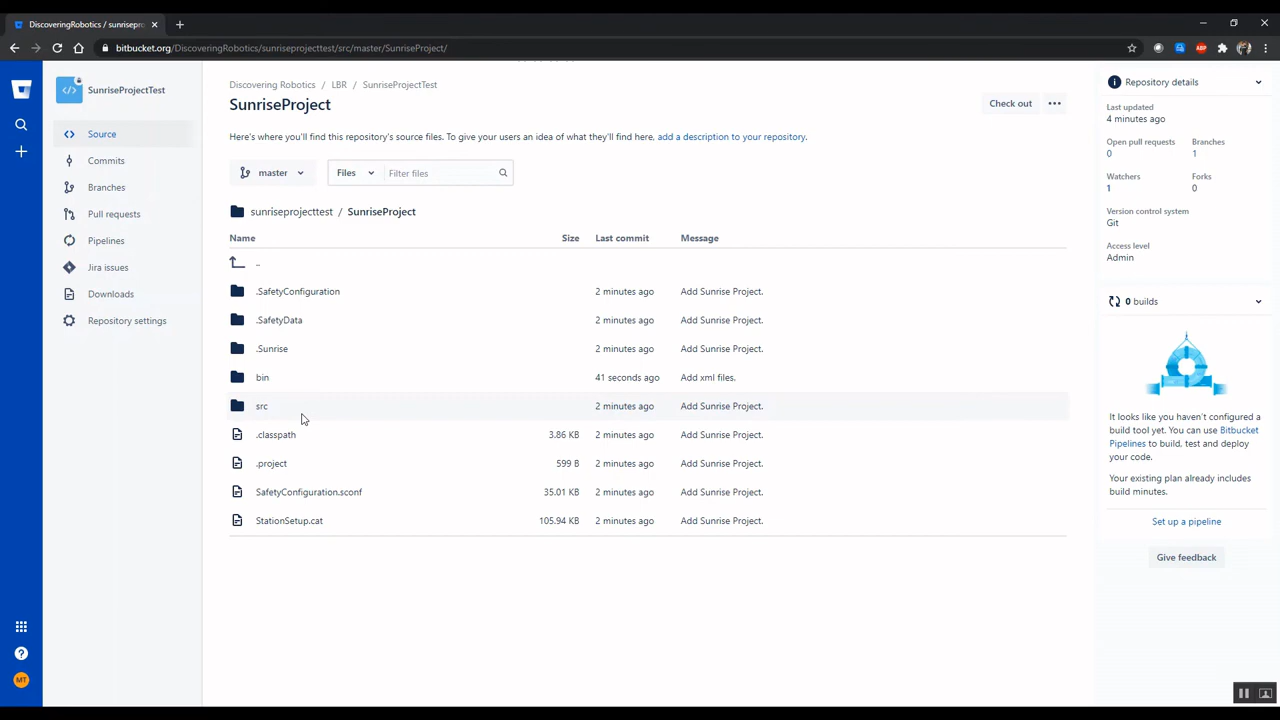 DiscoveringRobotics / sunrisepro
bitbucket.org/DiscoveringRobotics/sunriseprojecttest/src/master/SunriseProject/
SunriseProjectTest
Source
Commits
Branches
Pull requests
Pipelines
Jira issues
Downloads
Repository settings
MT
Discovering Robotics / LBR / SunriseProjectTest
SunriseProject
Check out
Here's where you'll find this repository's source files. To give your users an idea of what they'll find here, add a description to your repository.
master Files Filter files
sunriseprojecttest / SunriseProject
Name Size Last commit Message
..
.SafetyConfiguration 2 minutes ago Add Sunrise Project.
.SafetyData 2 minutes ago Add Sunrise Project.
.Sunrise 2 minutes ago Add Sunrise Project.
bin 41 seconds ago Add xml files.
src 2 minutes ago Add Sunrise Project.
.classpath 3.86 KB 2 minutes ago Add Sunrise Project.
.project 599 B 2 minutes ago Add Sunrise Project.
SafetyConfiguration.sconf 35.01 KB 2 minutes ago Add Sunrise Project.
StationSetup.cat 105.94 KB 2 minutes ago Add Sunrise Project.
Repository details
Last updated
4 minutes ago
Open pull requests Branches
0 1
Watchers Forks
1 0
Version control system
Git
Access level
Admin
0 builds
It looks like you haven't configured a
build tool yet. You can use Bitbucket
Pipelines to build, test and deploy
your code.
Your existing plan already includes
build minutes.
Set up a pipeline
Give feedback